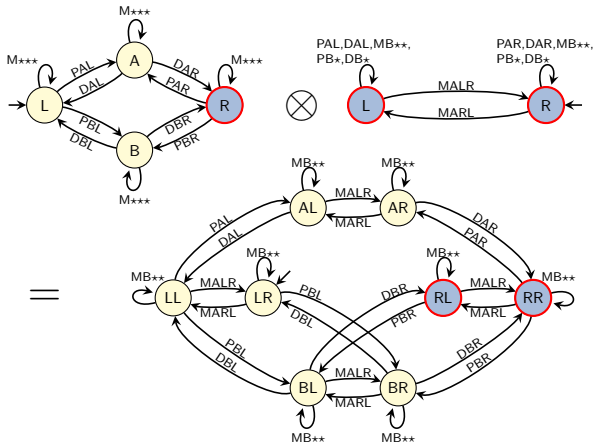 M⋆⋆⋆
M⋆⋆⋆ A M⋆⋆⋆
PAL DAR
DAL PAR
L R
PBL DBR
DBL PBR
B
M⋆⋆⋆
⊗
PAL,DAL,MB⋆⋆, PAR,DAR,MB⋆⋆,
PB⋆,DB⋆ PB⋆,DB⋆
MALR
L R
MARL
=
MB⋆⋆ MB⋆⋆
MALR
AL AR
MARL
PAL DAR
DAL PAR
MB⋆⋆ MB⋆⋆ MB⋆⋆ MB⋆⋆
MALR PBL DBR MALR
LL LR RL RR
MARL DBL PBR MARL
PBL DBR
DBL PBR
MALR
BL BR
MARL
MB⋆⋆ MB⋆⋆